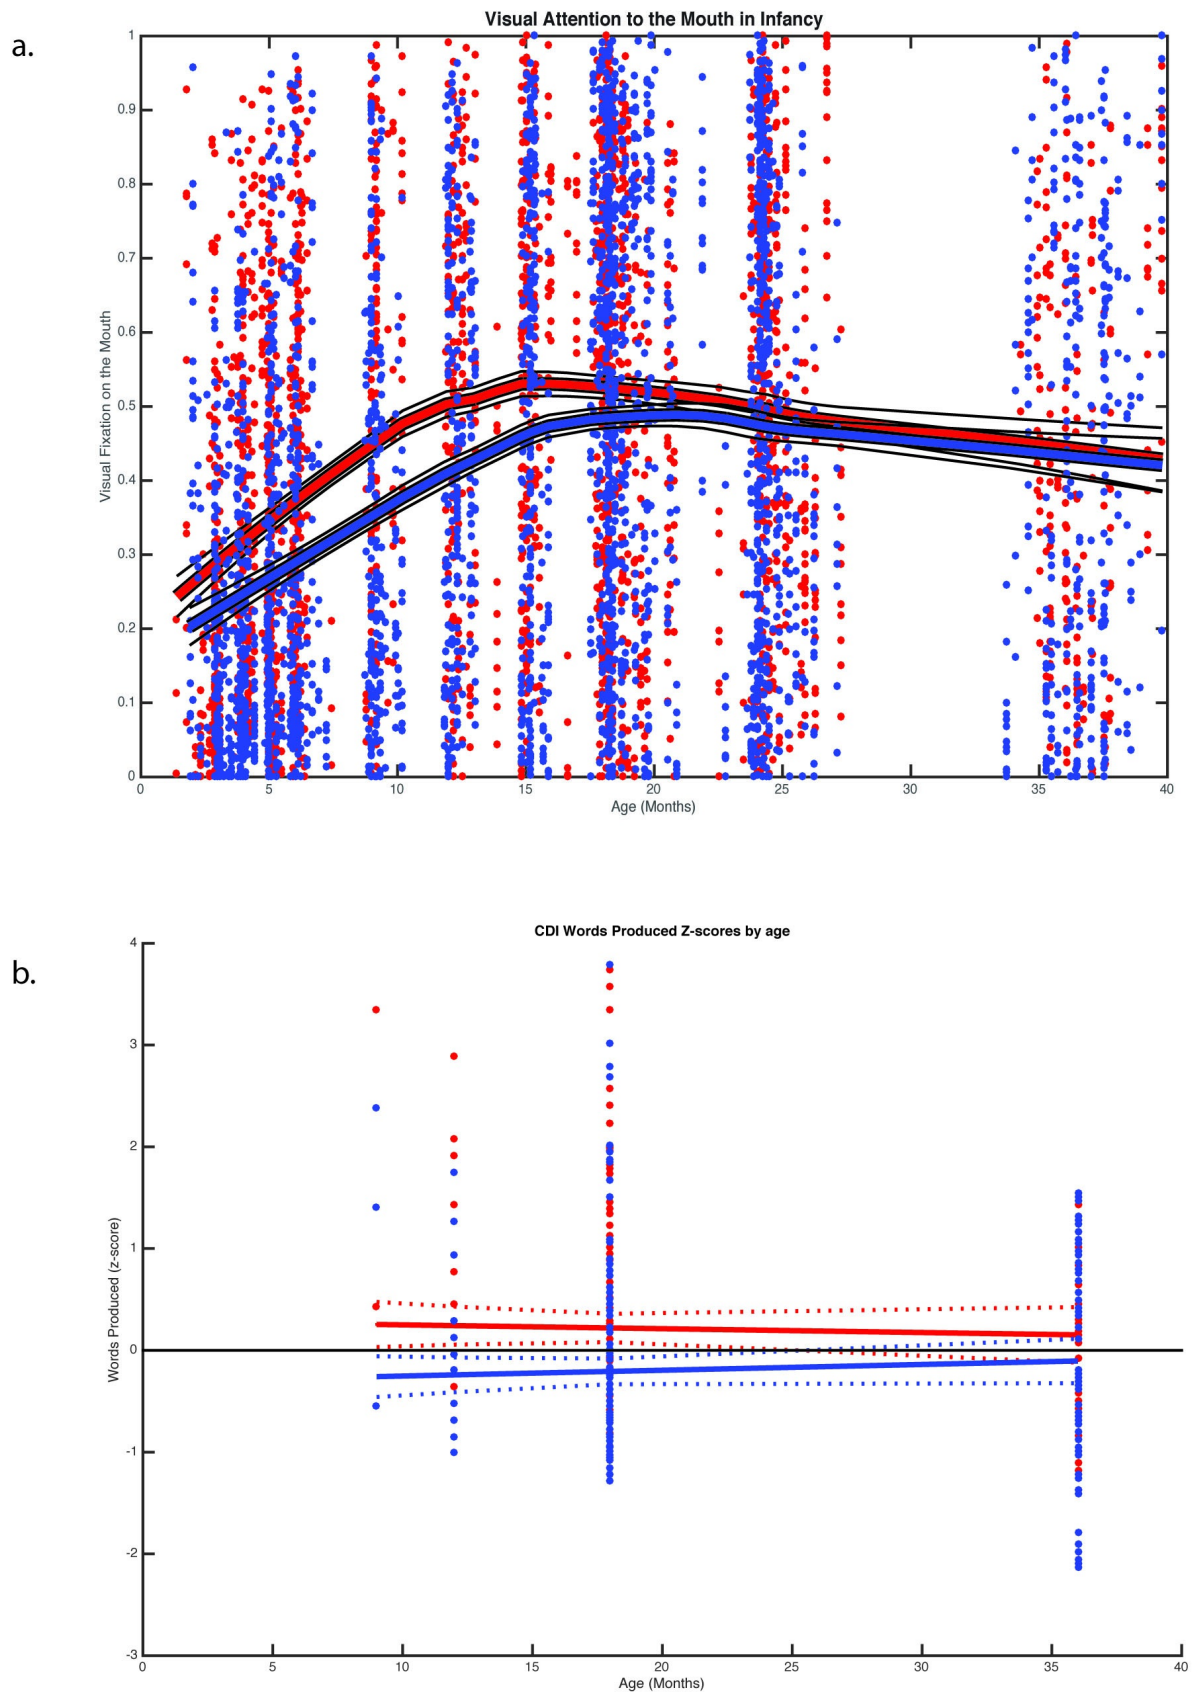 a.
Visual Attention to the Mouth in Infancy
1
0.9
0.8
0.7
0.6
0.5
0.4
0.3
0.2
0.1
0
Visual Fixation on the Mouth
0 5 10 15 20 25 30 35 40
Age (Months)
b.
CDI Words Produced Z-scores by age
4
3
2
1
0
-1
-2
-3
Words Produced (z-score)
0 5 10 15 20 25 30 35 40
Age (Months)